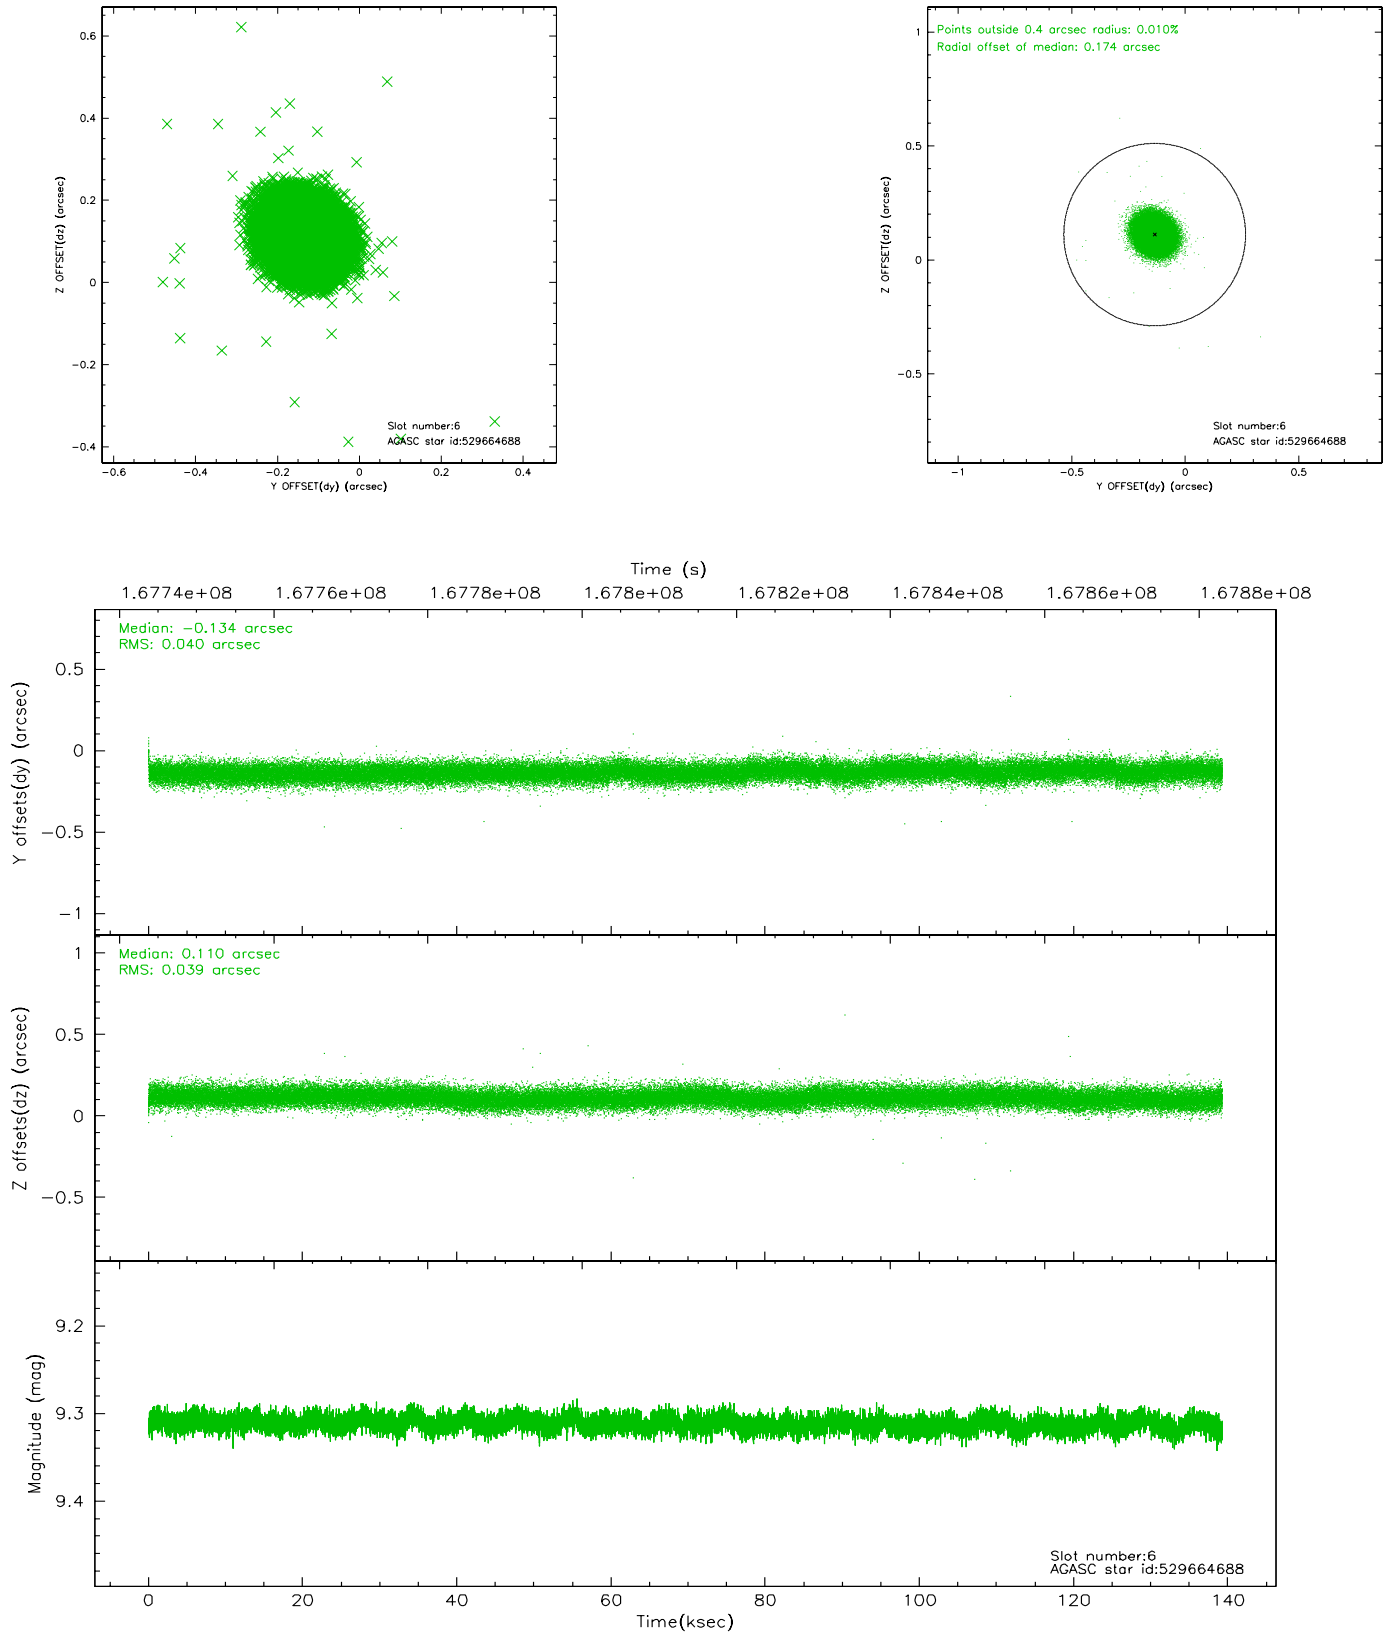 0.6
0.4
0.2
0
−0.2
−0.4
Z OFFSET(dz) (arcsec)
Slot number:6
AGASC star id:529664688
−0.6 −0.4 −0.2 0 0.2 0.4
Y OFFSET(dy) (arcsec)
Points outside 0.4 arcsec radius: 0.010%
Radial offset of median: 0.174 arcsec
1
0.5
0
−0.5
Z OFFSET(dz) (arcsec)
Slot number:6
AGASC star id:529664688
−1 −0.5 0 0.5
Y OFFSET(dy) (arcsec)
Time (s)
1.6774e+08 1.6776e+08 1.6778e+08 1.678e+08 1.6782e+08 1.6784e+08 1.6786e+08 1.6788e+08
Median: −0.134 arcsec
RMS: 0.040 arcsec
0.5
0
−0.5
−1
Y offsets(dy) (arcsec)
Median: 0.110 arcsec
RMS: 0.039 arcsec
1
0.5
0
−0.5
Z offsets(dz) (arcsec)
9.2
9.3
9.4
Magnitude (mag)
Slot number:6
AGASC star id:529664688
0 20 40 60 80 100 120 140
Time(ksec)